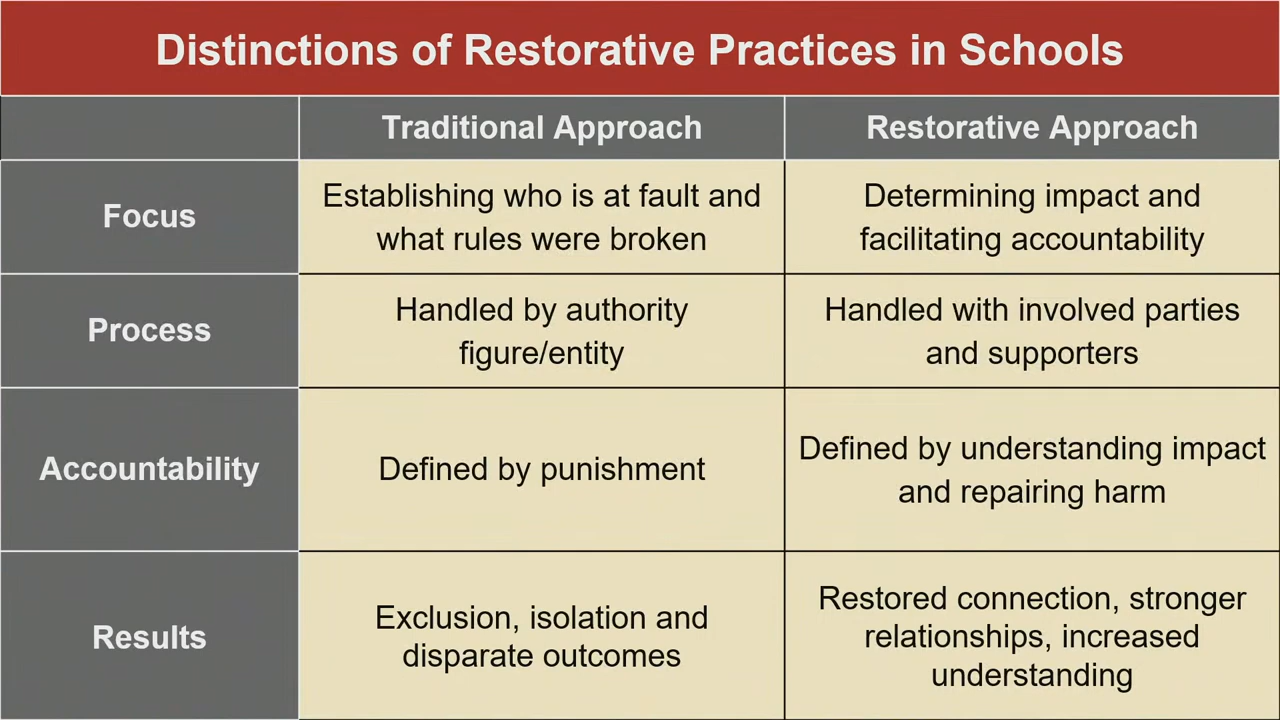 Distinctions of Restorative Practices in Schools
Traditional Approach
Restorative Approach
Focus
Establishing who is at fault and
what rules were broken
Determining impact and
facilitating accountability
Process
Handled by authority
figure/entity
Handled with involved parties
and supporters
Accountability
Defined by punishment
Defined by understanding impact
and repairing harm
Results
Exclusion, isolation and
disparate outcomes
Restored connection, stronger
relationships, increased
understanding